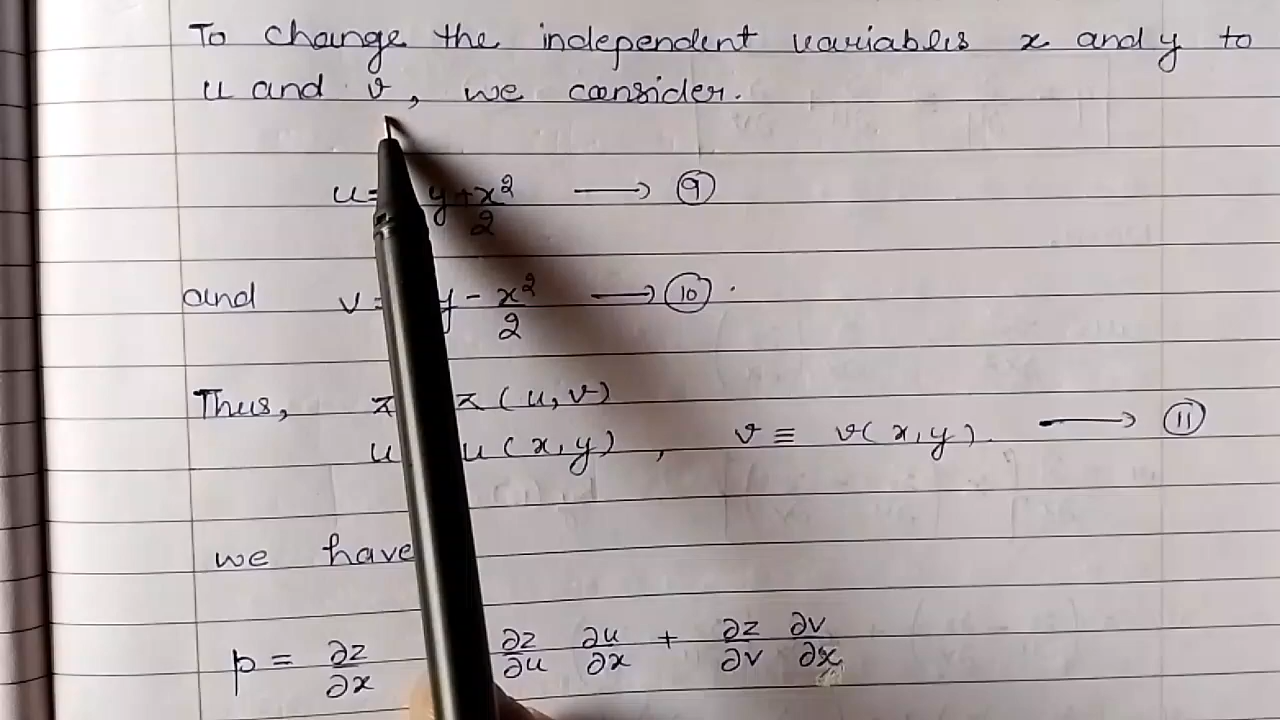 To change the independent variables x and y to
u and v, we consider.
u= y+x²/2 → ⑨
and v= y - x²/2 → ⑩ .
Thus, z z(u,v)
u u(x,y) , v ≡ v(x,y). → ⑪
we have
p = ∂z/∂x ∂z/∂u ∂u/∂x + ∂z/∂v ∂v/∂x